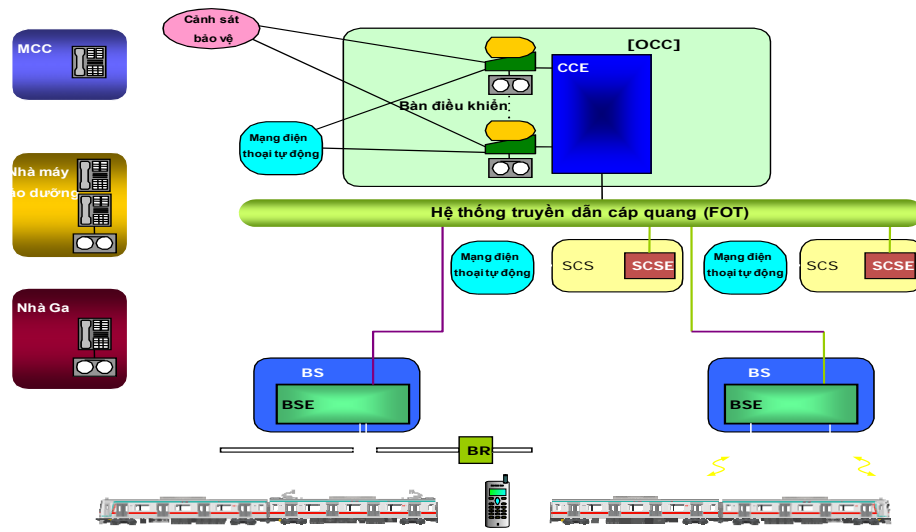 MCC
Cảnh sát
bảo vệ
[OCC]
CCE
Bàn điều khiển
Mạng điện
thoại tự động
Nhà máy
dưỡng
Hệ thống truyền dẫn cáp quang (FOT)
Mạng điện
thoại tự động
SCS
SCSE
Mạng điện
thoại tự động
SCS
SCSE
Nhà Ga
BS
BSE
BS
BSE
BR